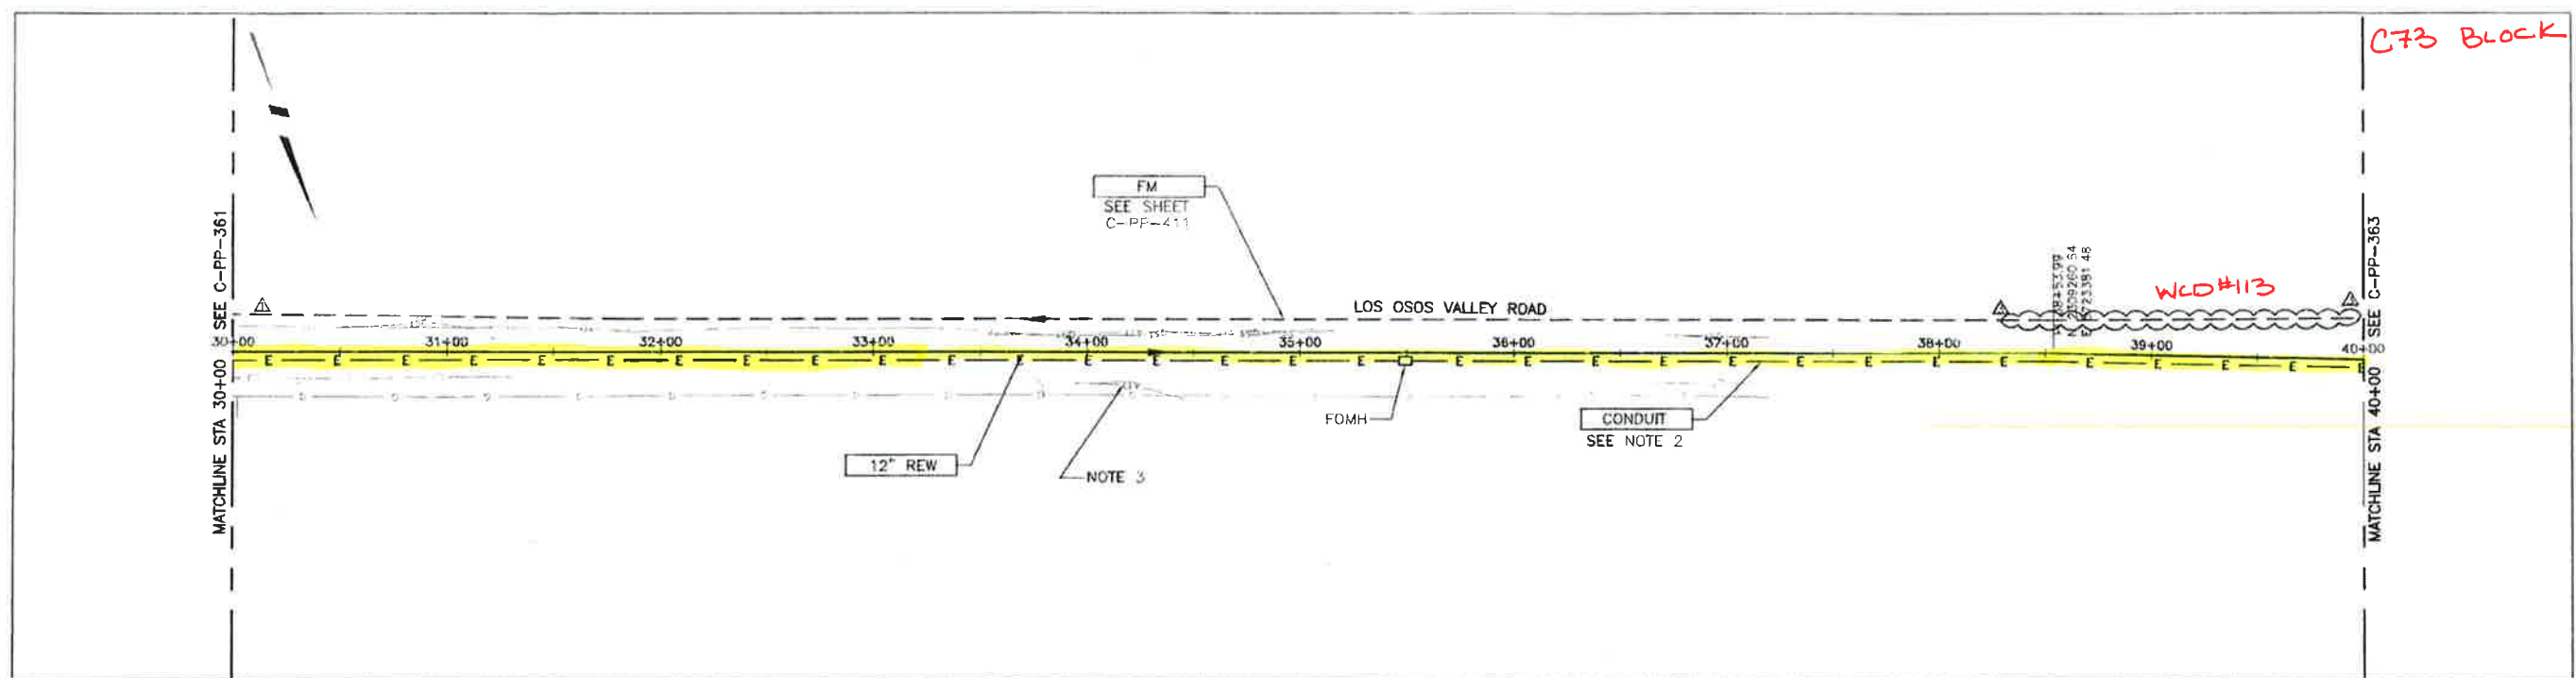 C73 BLOCK
FM
SEE SHEET
C-PP-411
MATCHLINE STA 30+00 SEE C-PP-361
LOS OSOS VALLEY ROAD
WCD#113
MATCHLINE STA 40+00 SEE C-PP-363
30+00 31+00 32+00 33+00 34+00 35+00 36+00 37+00 38+00 39+00 40+00
E E E E E E E E E E E E E E E E E E E E E E E E E E E E E E E E
FOMH
CONDUIT
SEE NOTE 2
12" REW
NOTE 3